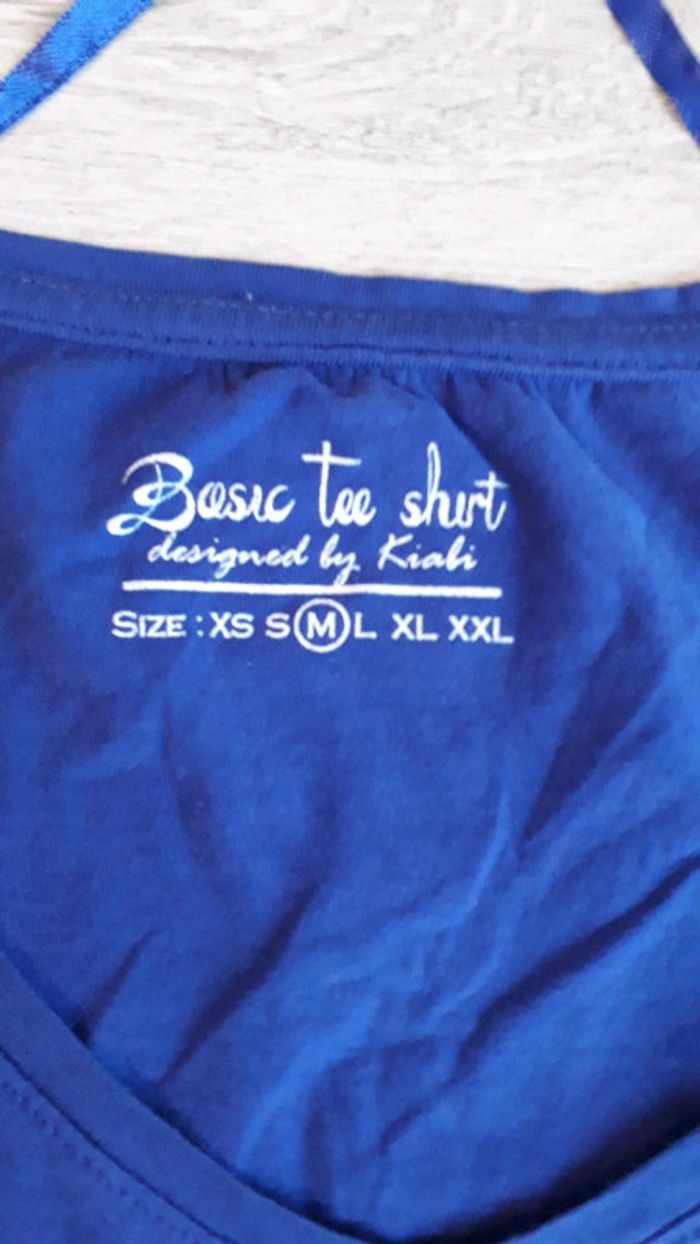 Basic tee shirt
designed by Kiabi
SIZE : XS S M L XL XXL